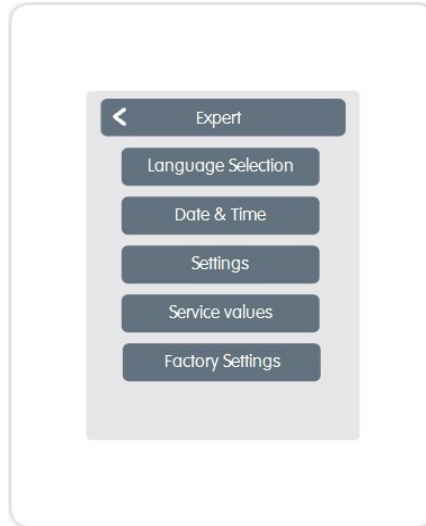 Expert
Language Selection
Date & Time
Settings
Service values
Factory Settings